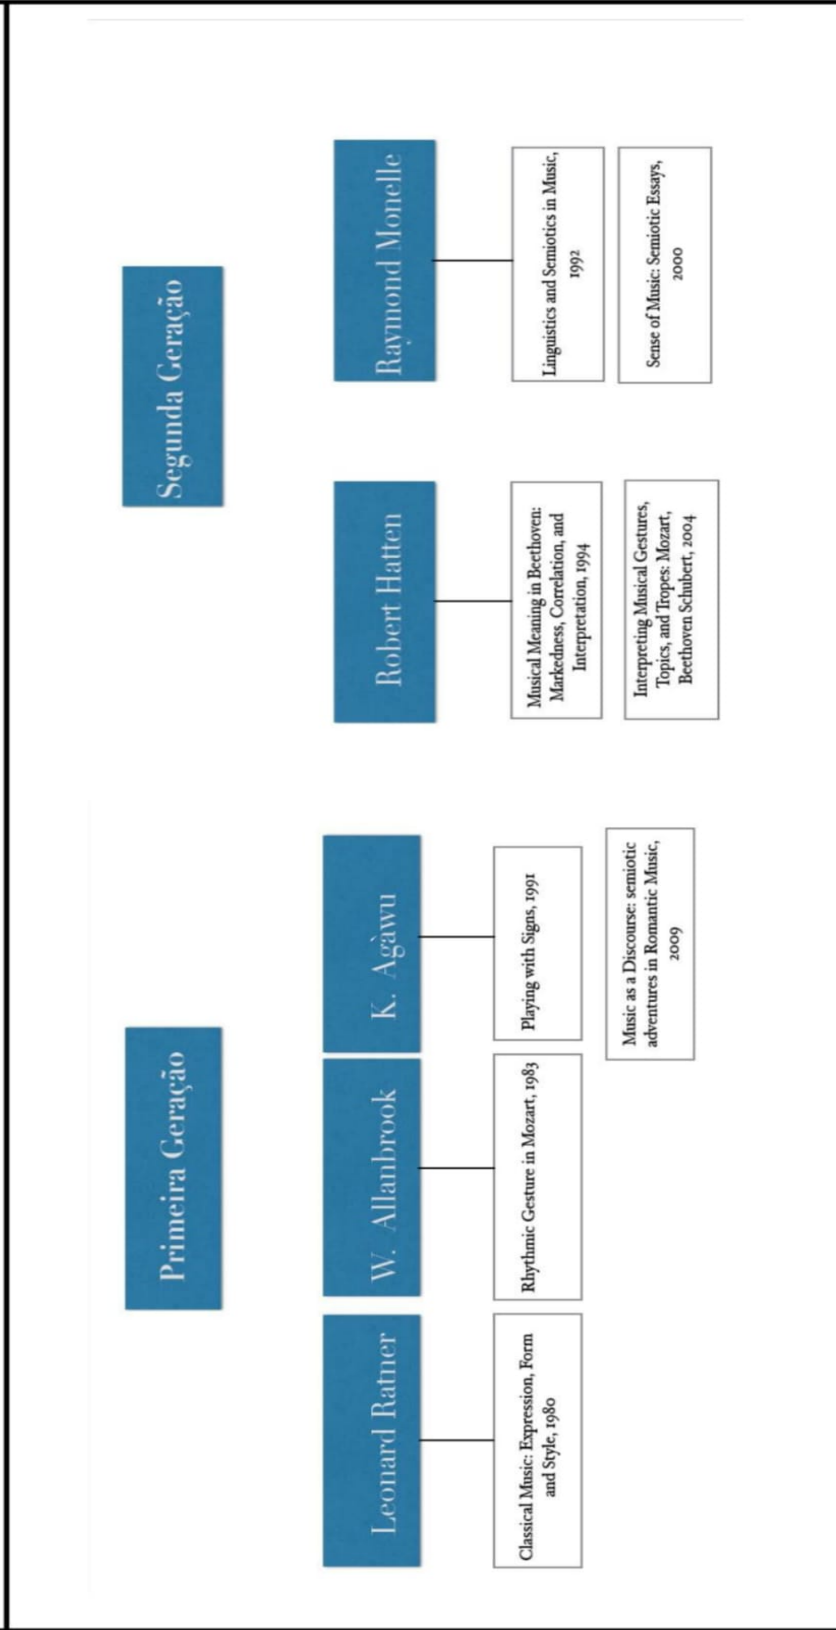 Primeira Geração
Leonard Ratner
Classical Music: Expression, Form
and Style, 1980
W. Allanbrook
Rhythmic Gesture in Mozart, 1983
K. Agàwu
Playing with Signs, 1991
Music as a Discourse: semiotic
adventures in Romantic Music,
2009
Segunda Geração
Robert Hatten
Musical Meaning in Beethoven:
Markedness, Correlation, and
Interpretation, 1994
Interpreting Musical Gestures,
Topics, and Tropes: Mozart,
Beethoven Schubert, 2004
Raymond Monelle
Linguistics and Semiotics in Music,
1992
Sense of Music: Semiotic Essays,
2000